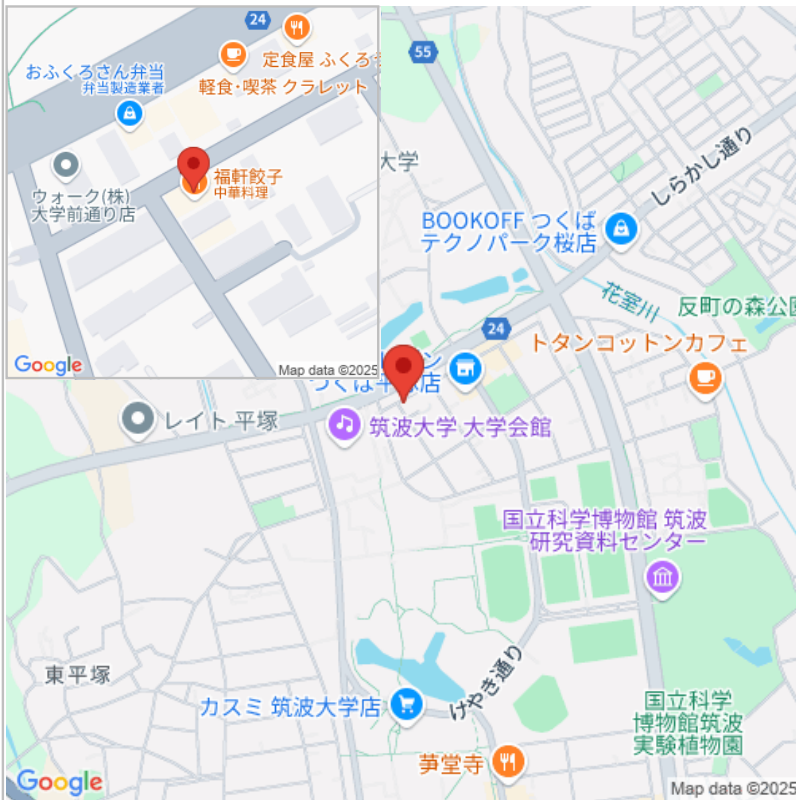 24
定食屋 ふくろ
おふくろさん弁当
弁当製造業者
軽食･喫茶 クラレット
福軒餃子
中華料理
ウォーク(株)
大学前通り店
Google
Map data ©2025
55
大学
しらかし通り
BOOKOFF つくば
テクノパーク桜店
花室川
反町の森公
24
トタンコットンカフェ
ン
つくば平
店
レイト 平塚
筑波大学 大学会館
国立科学博物館 筑波
研究資料センター
東平塚
けやき通り
カスミ 筑波大学店
国立科学
博物館筑波
実験植物園
Google
Map data ©2025